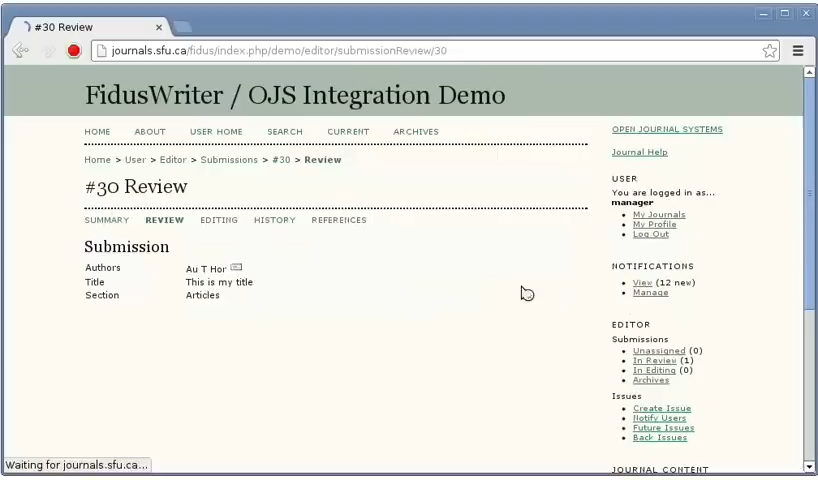 #30 Review
journals.sfu.ca/fidus/index.php/demo/editor/submissionReview/30
FidusWriter / OJS Integration Demo
HOME ABOUT USER HOME SEARCH CURRENT ARCHIVES
Home > User > Editor > Submissions > #30 > Review
#30 Review
SUMMARY REVIEW EDITING HISTORY REFERENCES
Submission
Authors Au T Hor
Title This is my title
Section Articles
OPEN JOURNAL SYSTEMS
Journal Help
USER
You are logged in as...
manager
My Journals
My Profile
Log Out
NOTIFICATIONS
View (12 new)
Manage
EDITOR
Submissions
Unassigned (0)
In Review (1)
In Editing (0)
Archives
Issues
Create Issue
Notify Users
Future Issues
Back Issues
JOURNAL CONTENT
Waiting for journals.sfu.ca...